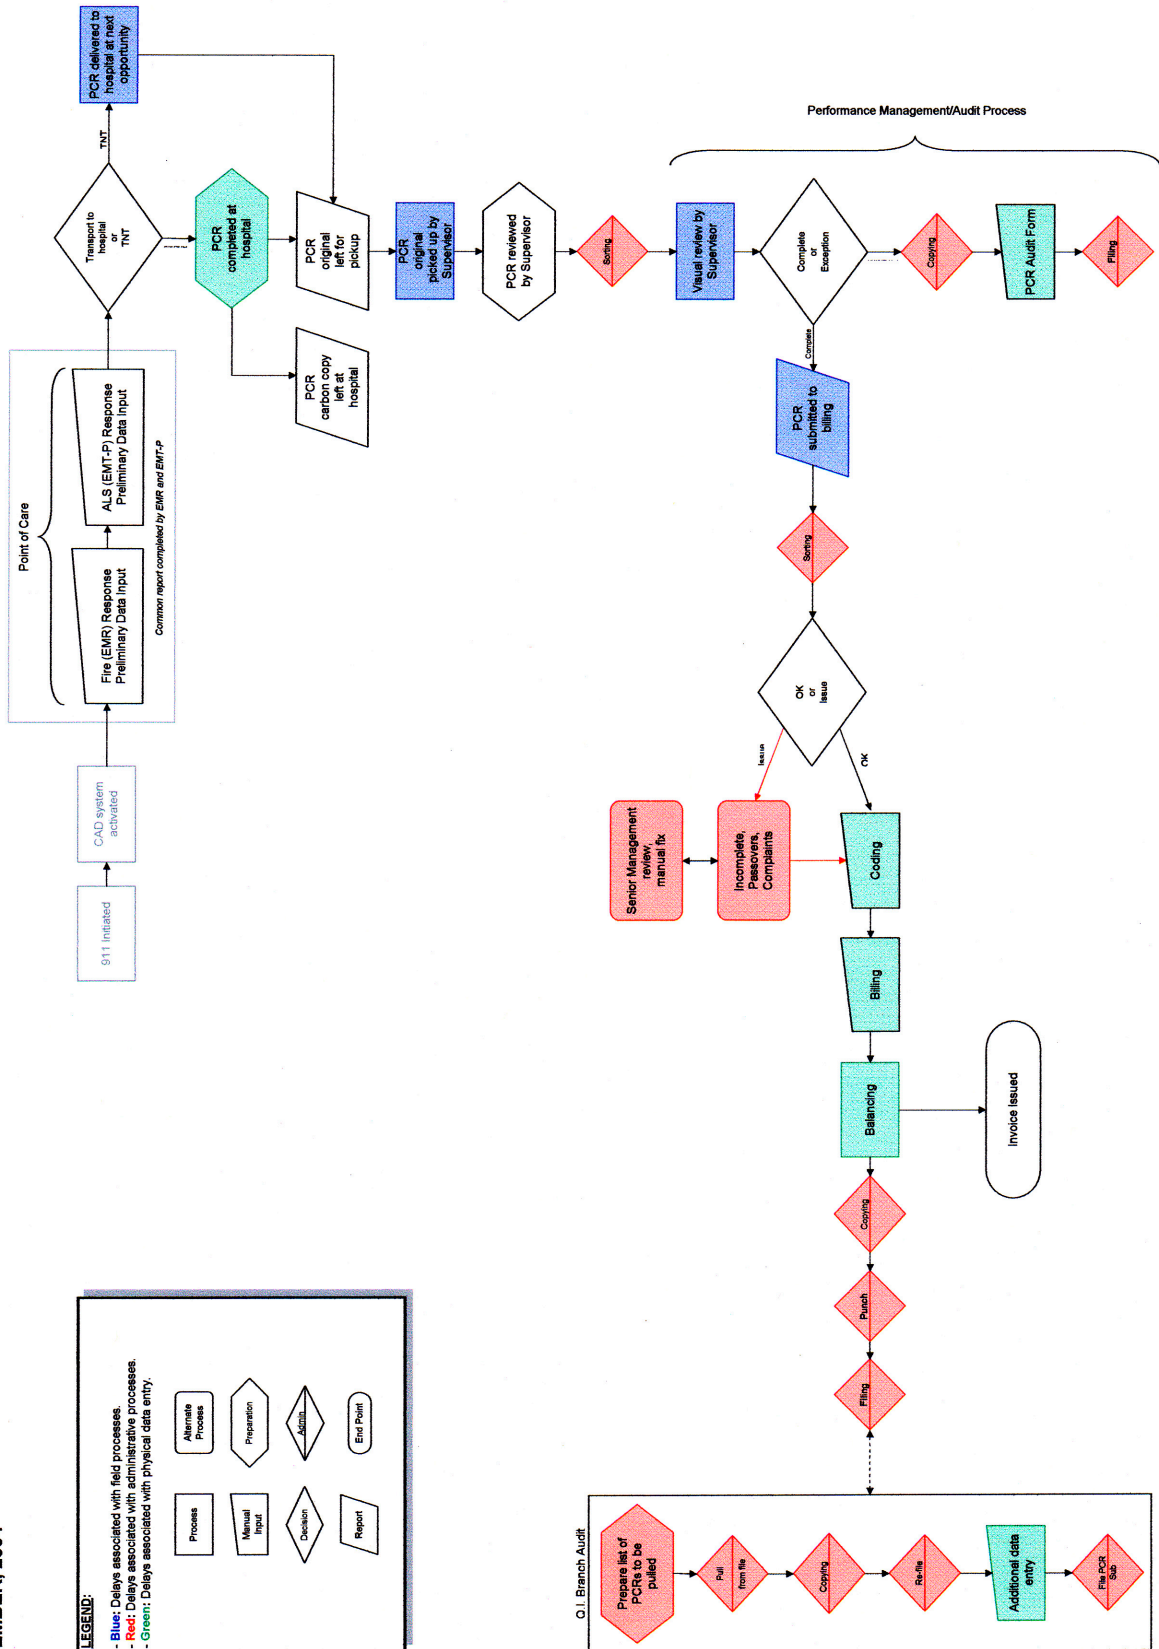 911 Initiated
CAD system
activated
Point of Care
Fire (EMR) Response
Preliminary Data Input
ALS (EMT-P) Response
Preliminary Data Input
Common report completed by EMR and EMT-P
Transport to
hospital
or
TNT
TNT
PCR delivered to
hospital at next
opportunity
PCR
completed at
hospital
PCR
carbon copy
left at
hospital
PCR
original
left for
pickup
PCR
original
picked up by
Supervisor
PCR reviewed
by Supervisor
Sorting
Performance Management/Audit Process
Visual review by
Supervisor
Complete
or
Exception
Copying
PCR Audit Form
Filing
Complete
PCR
submitted to
billing
Sorting
OK
or
Issue
Issue
OK
Senior Management
review,
manual fix
Incomplete,
Passovers,
Complaints
Coding
Billing
Balancing
Invoice Issued
Copying
Punch
Filing
Q.I. Branch Audit
Prepare list of
PCRs to be
pulled
Pull
from file
Copying
Re-file
Additional data
entry
File PCR
Sub
LEGEND:
- Blue: Delays associated with field processes.
- Red: Delays associated with administrative processes.
- Green: Delays associated with physical data entry.
Process
Alternate
Process
Manual
Input
Preparation
Decision
Admin
Report
End Point